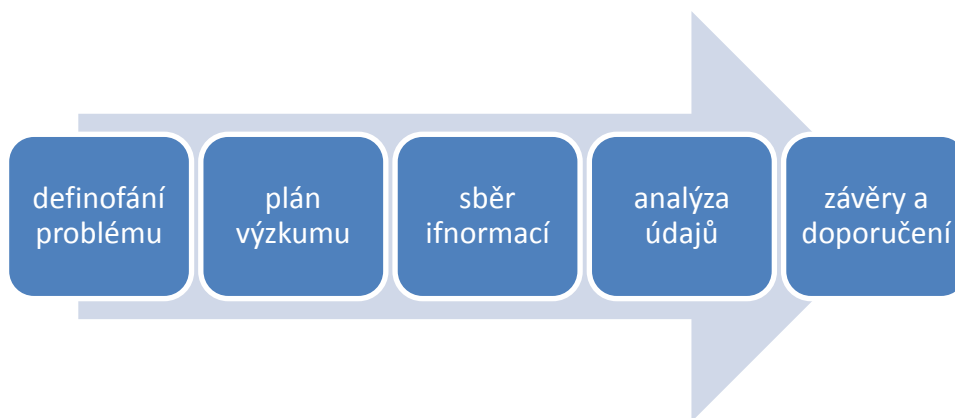 definofání
problému
plán
výzkumu
sběr
ifnormací
analýza
údajů
závěry a
doporučení